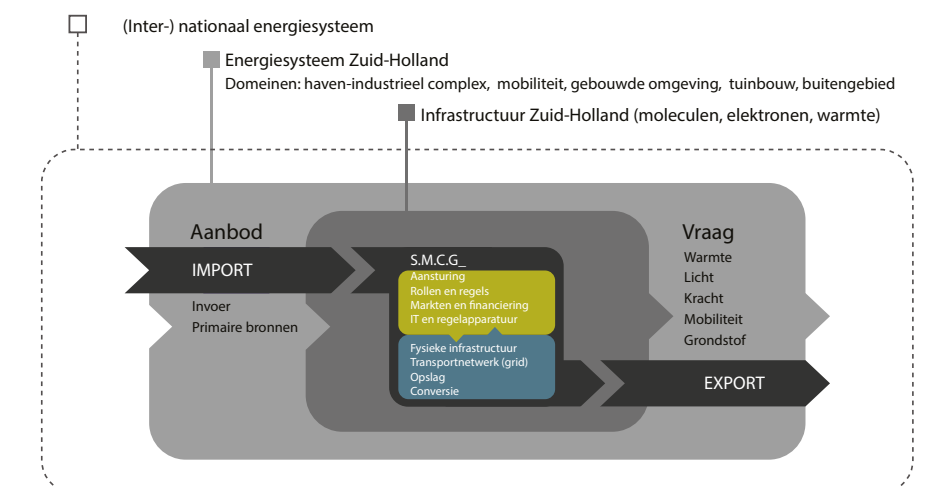 (Inter-) nationaal energiesysteem
Energiesysteem Zuid-Holland
Domeinen: haven-industrieel complex, mobiliteit, gebouwde omgeving, tuinbouw, buitengebied
Infrastructuur Zuid-Holland (moleculen, elektronen, warmte)
Aanbod
IMPORT
Invoer
Primaire bronnen
S.M.C.G_
Aansturing
Rollen en regels
Markten en financiering
IT en regelapparatuur
Fysieke infrastructuur
Transportnetwerk (grid)
Opslag
Conversie
Vraag
Warmte
Licht
Kracht
Mobiliteit
Grondstof
EXPORT